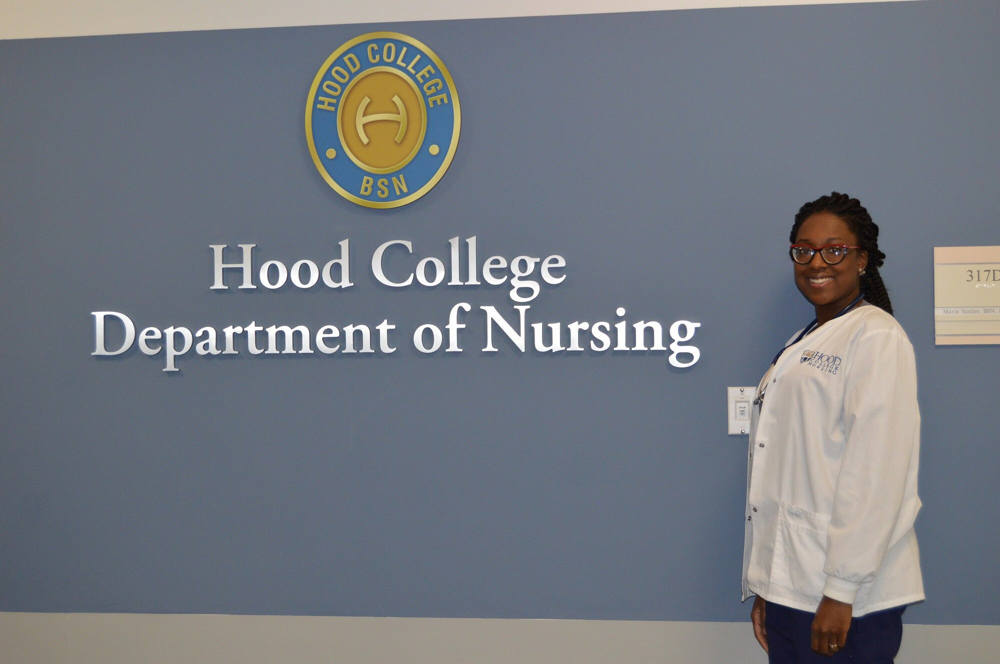 HOOD COLLEGE
H
BSN
Hood College
Department of Nursing
317D
Marie Statler, BSN,
HOOD
COLLEGE
NURSING